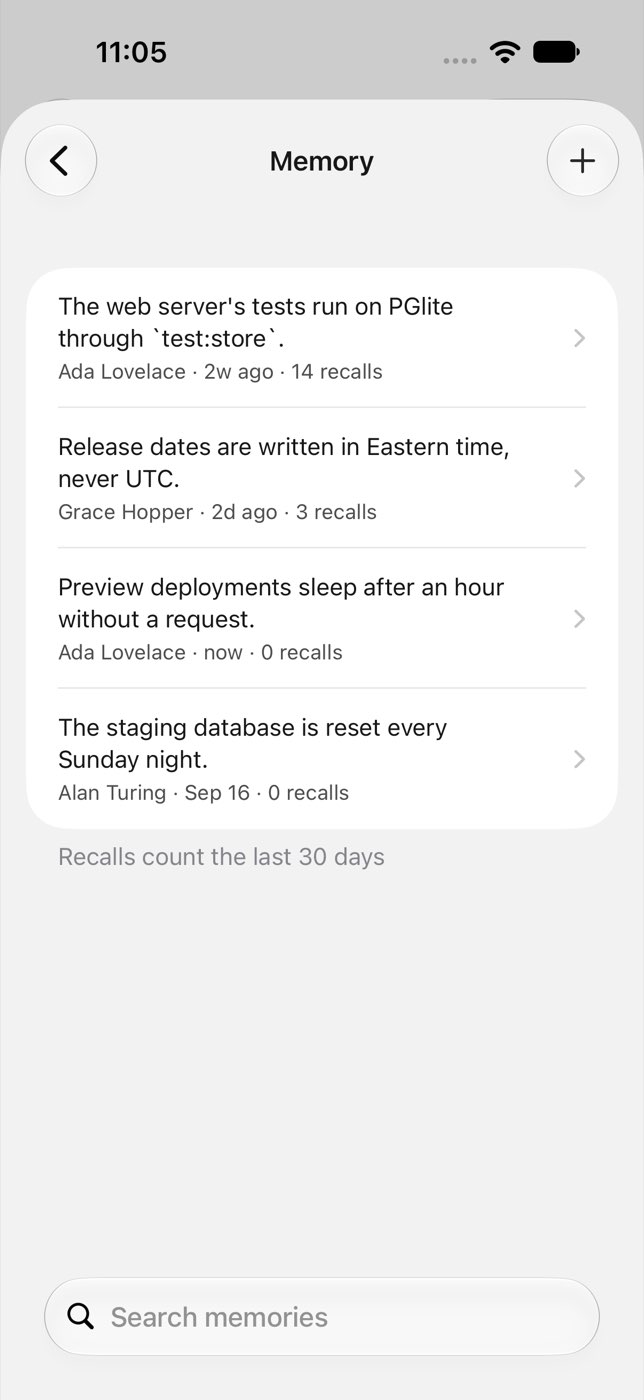 11:05
Memory
The web server's tests run on PGlite
through `test:store`.
Ada Lovelace · 2w ago · 14 recalls
Release dates are written in Eastern time,
never UTC.
Grace Hopper · 2d ago · 3 recalls
Preview deployments sleep after an hour
without a request.
Ada Lovelace · now · 0 recalls
The staging database is reset every
Sunday night.
Alan Turing · Sep 16 · 0 recalls
Recalls count the last 30 days
Search memories